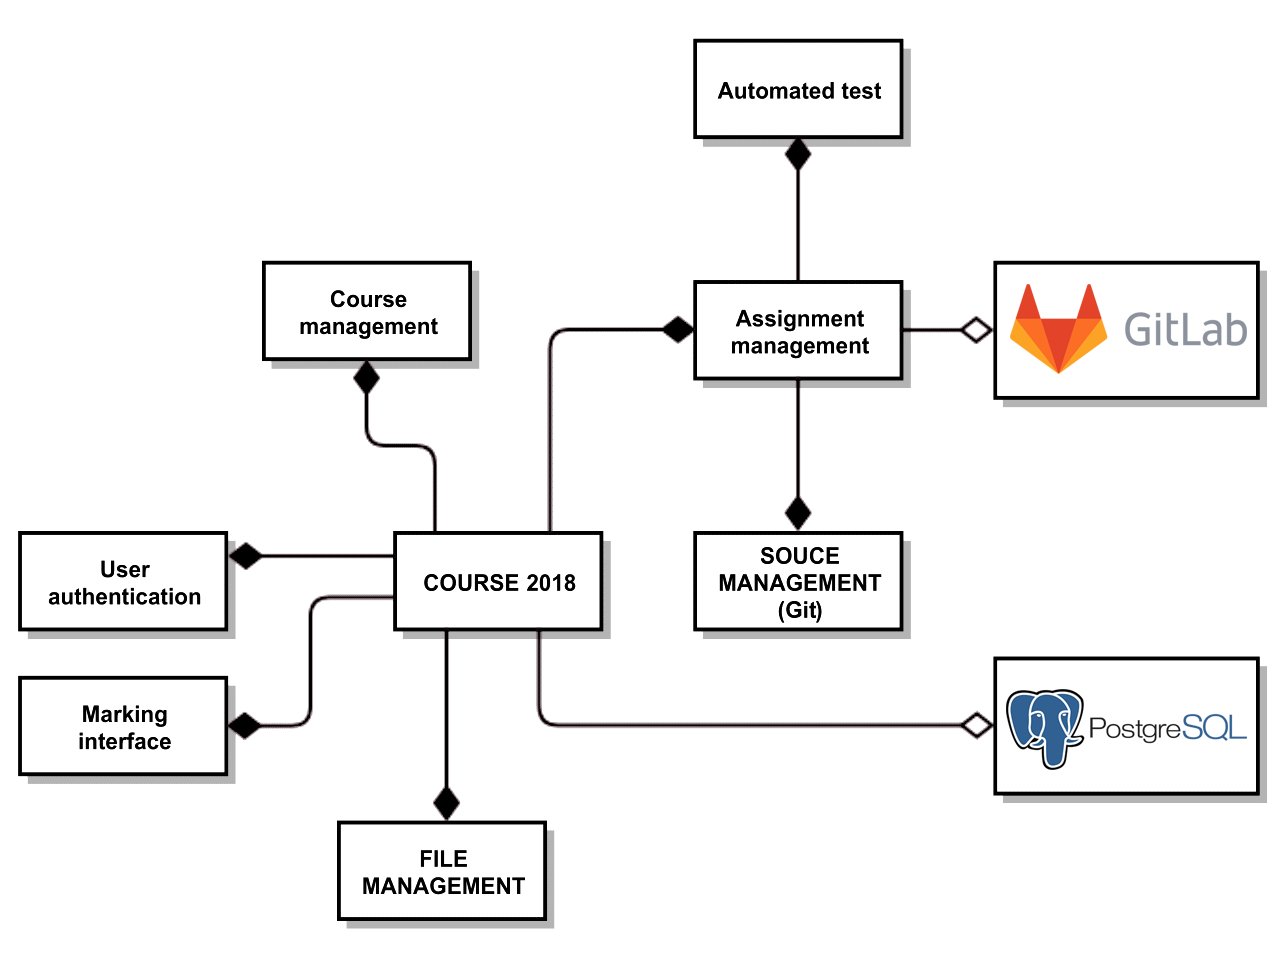 Automated test
Course
management
Assignment
management
GitLab
User
authentication
COURSE 2018
SOUCE
MANAGEMENT
(Git)
Marking
interface
PostgreSQL
FILE
MANAGEMENT